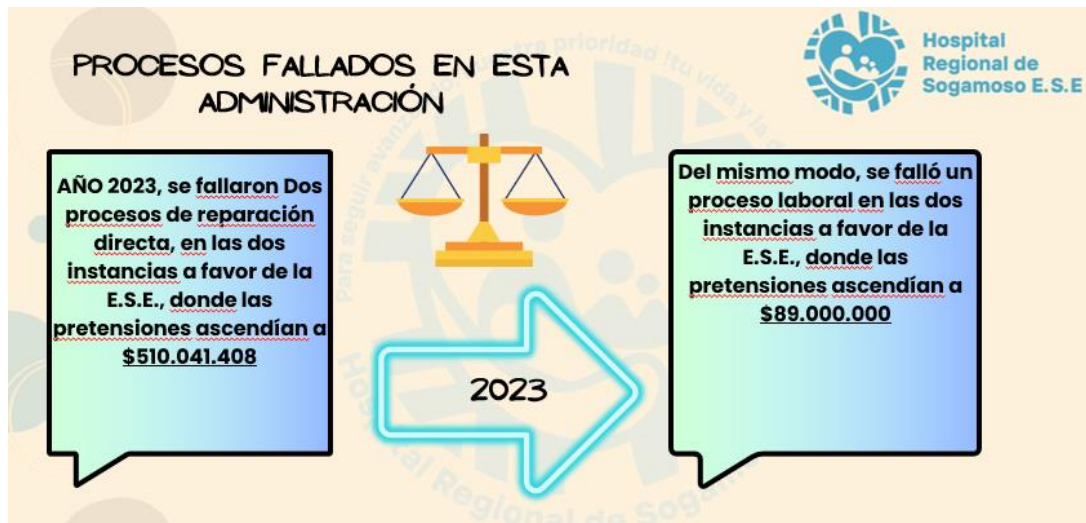 PROCESOS FALLADOS EN ESTA
ADMINISTRACIÓN
Hospital
Regional de
Sogamoso E.S.E
AÑO 2023, se fallaron Dos
procesos de reparación
directa, en las dos
instancias a favor de la
E.S.E., donde las
pretensiones ascendían a
$510.041.408
2023
Del mismo modo, se falló un
proceso laboral en las dos
instancias a favor de la
E.S.E., donde las
pretensiones ascendían a
$89.000.000